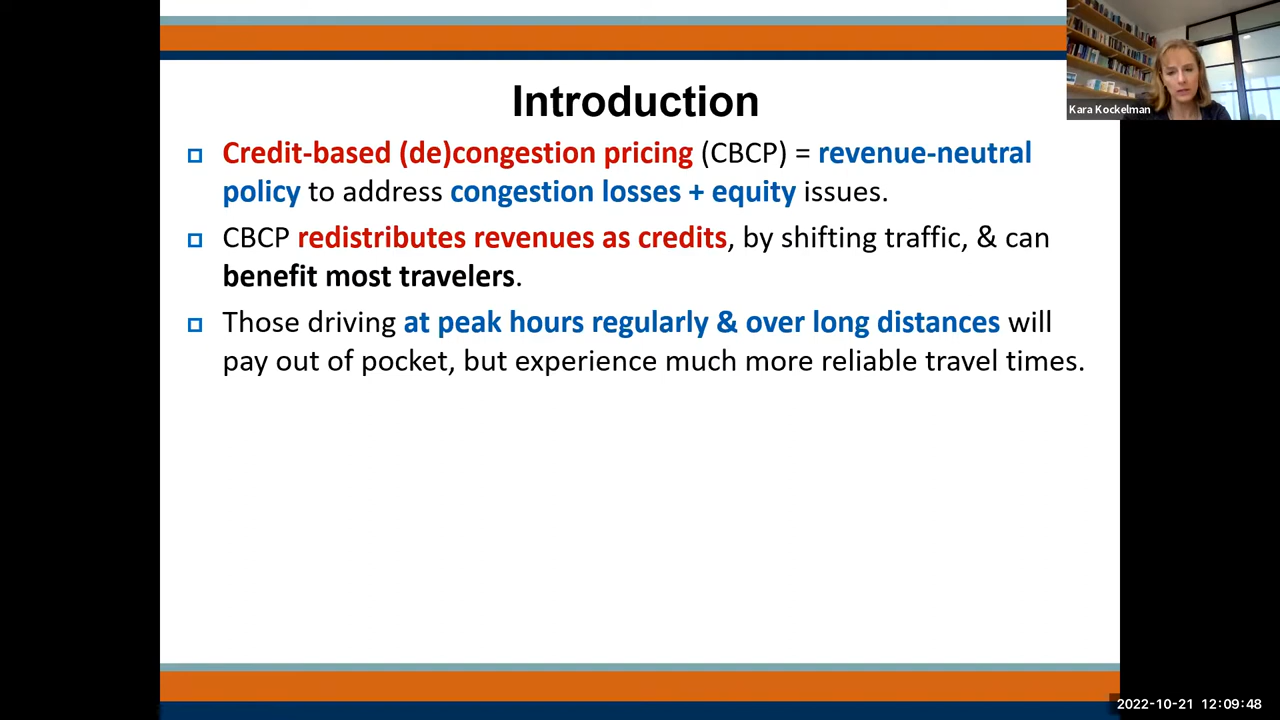 Introduction
Credit-based (de)congestion pricing (CBCP) = revenue-neutral
policy to address congestion losses + equity issues.
CBCP redistributes revenues as credits, by shifting traffic, & can
benefit most travelers.
Those driving at peak hours regularly & over long distances will
pay out of pocket, but experience much more reliable travel times.
Kara Kockelman
2022-10-21 12:09:48